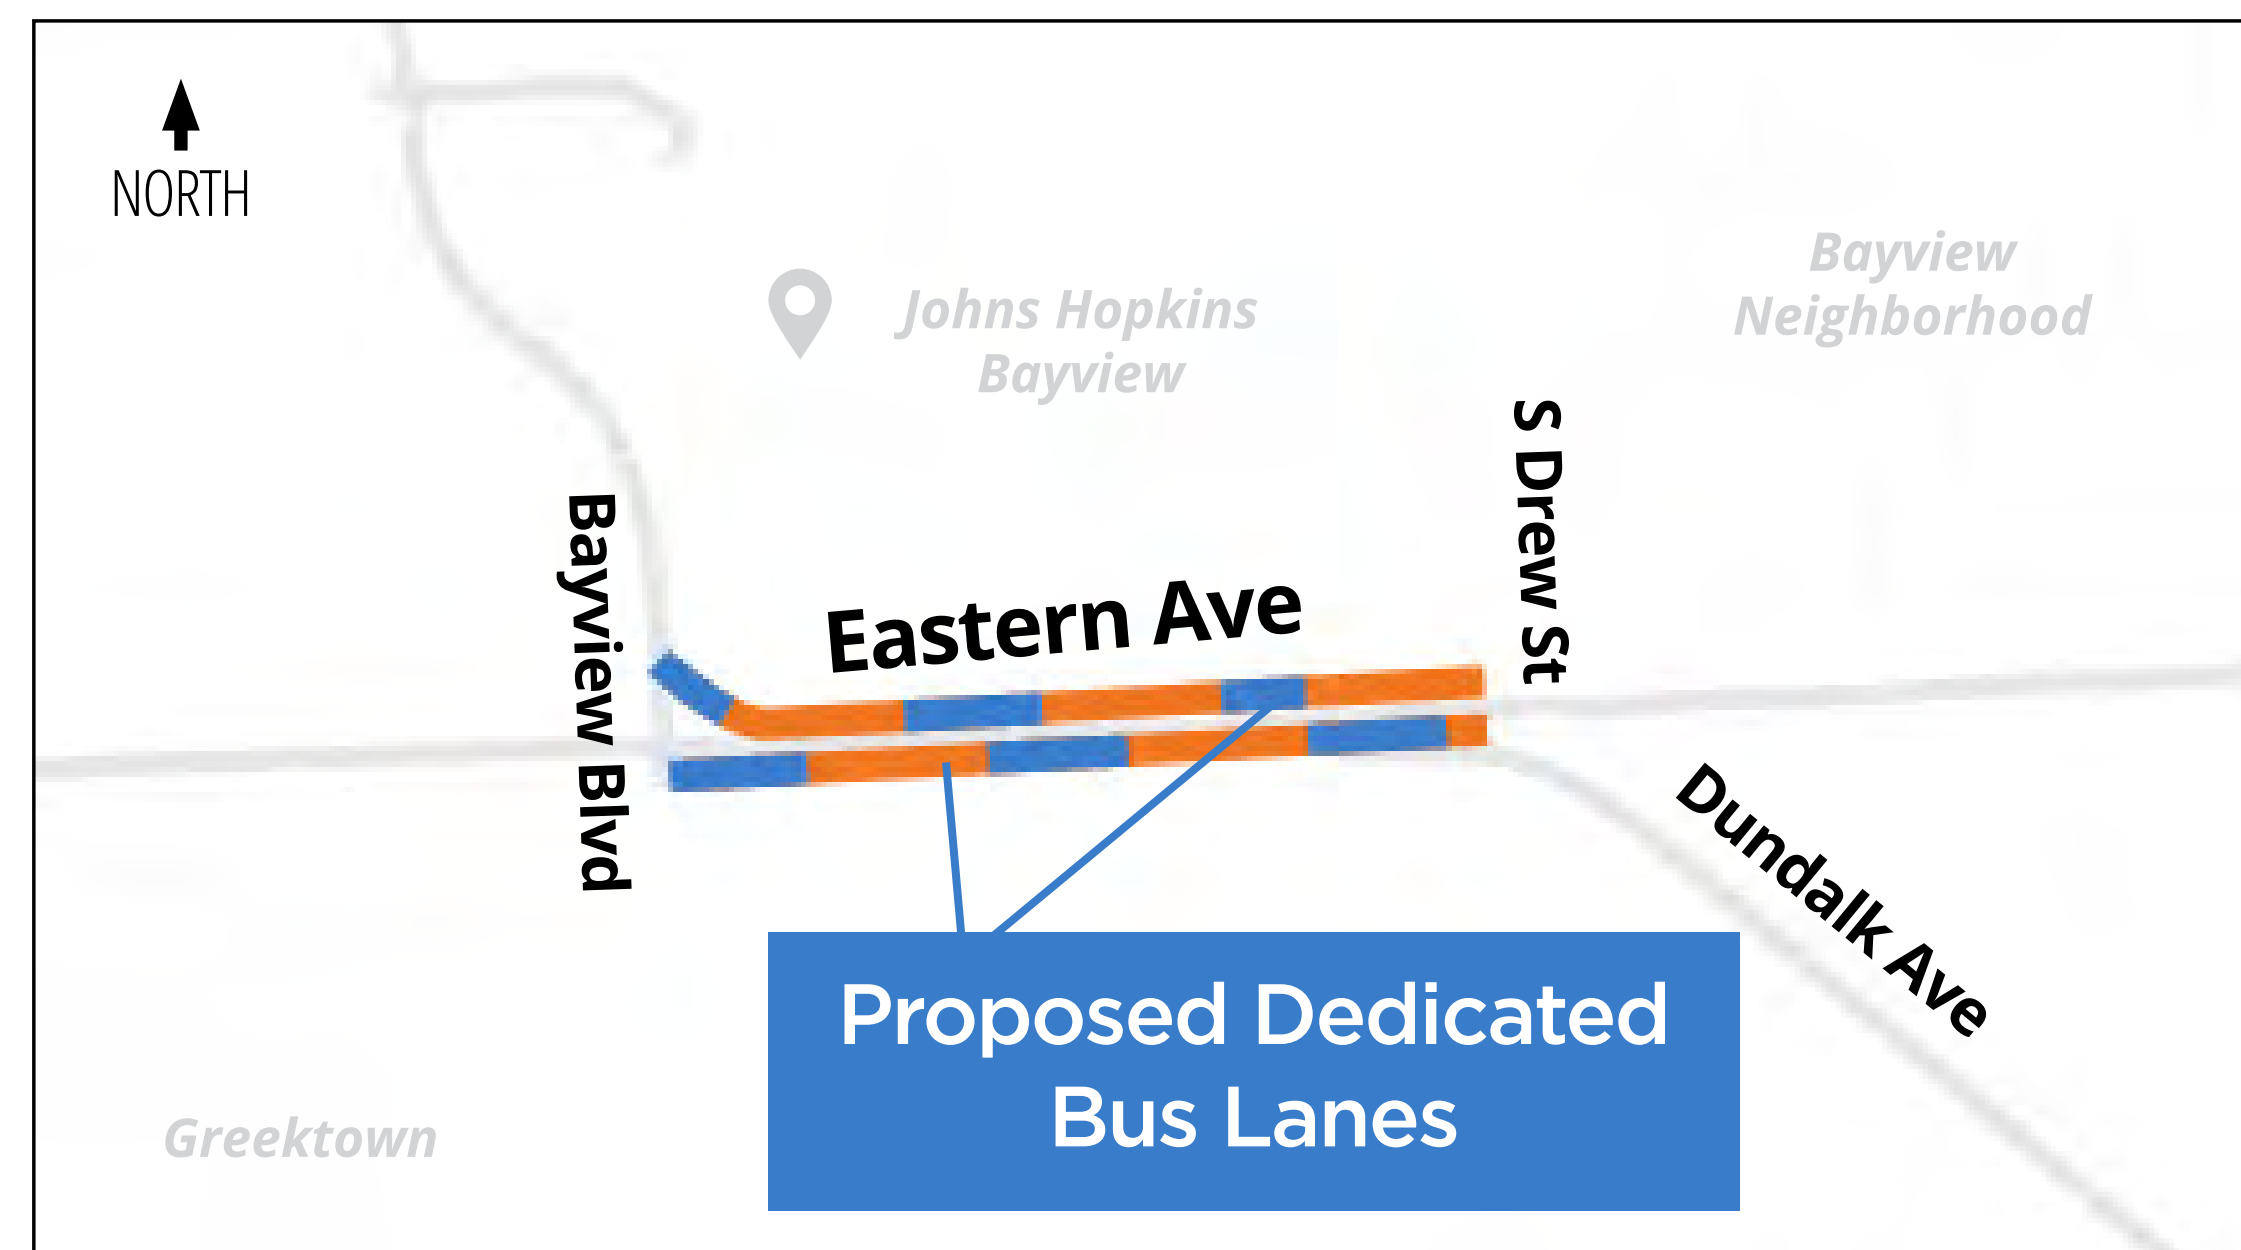 NORTH
Bayview
Neighborhood
Johns Hopkins
Bayview
S Drew St
Bayview Blvd
Eastern Ave
Dundalk Ave
Proposed Dedicated
Bus Lanes
Greektown